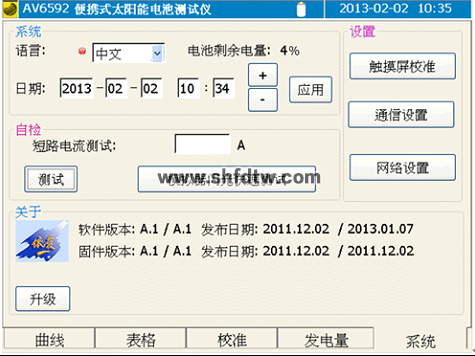 AV6592 便携式太阳能电池测试仪 2013-02-02 10:35
系统
语言: 中文 电池剩余电量: 4%
日期: 2013 - 02 - 02 10 : 34 + - 应用
设置
触摸屏校准
通信设置
网络设置
自检
短路电流测试: A
测试
www.shfdtw.com
关于
软件版本: A.1 / A.1 发布日期: 2011.12.02 / 2013.01.07
固件版本: A.1 / A.1 发布日期: 2011.12.02 / 2011.12.02
升级
曲线 表格 校准 发电量 系统